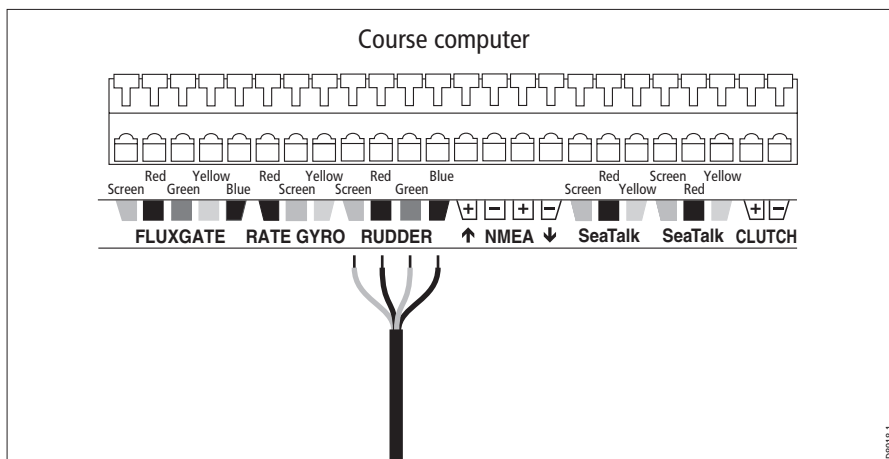 Course computer
Red Yellow Red Yellow Red Blue Red Screen Yellow
Screen Green Blue Screen Screen Green Screen Yellow Red
+ − + − + −
FLUXGATE RATE GYRO RUDDER ↑ NMEA ↓ SeaTalk SeaTalk CLUTCH